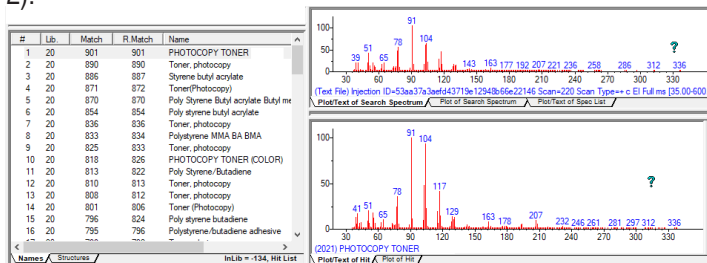 2).
# Lib. Match R.Match Name
1 20 901 901 PHOTOCOPY TONER
2 20 890 890 Toner, photocopy
3 20 886 887 Styrene butyl acrylate
4 20 871 872 Toner(Photocopy)
5 20 870 870 Poly Styrene Butyl acrylate Butyl me
6 20 854 854 Poly styrene butyl acrylate
7 20 836 836 Toner, photocopy
8 20 833 834 Polystyrene MMA BA BMA
9 20 825 833 Toner, photocopy
10 20 818 826 PHOTOCOPY TONER (COLOR)
11 20 813 822 Poly Styrene/Butadiene
12 20 810 813 Toner, photocopy
13 20 808 812 Toner, photocopy
14 20 801 806 Toner (Photocopy)
15 20 796 824 Poly styrene butadiene
16 20 795 796 Polystyrene/butadiene adhesive
Names Structures InLib = -134, Hit List
100
50
0
39 51 65 78 91 104 143 163 177 192 207 221 236 258 286 312 336
?
30 60 90 120 150 180 210 240 270 300 330
(Text File) Injection ID=53aa37a3aefd43719e12948b66e22146 Scan=220 Scan Type=+ c EI Full ms [35.00-600
Plot/Text of Search Spectrum Plot of Search Spectrum Plot/Text of Spec List
100
50
0
41 51 65 78 91 104 117 129 163 178 207 232 246 261 281 297 312 336
?
30 60 90 120 150 180 210 240 270 300 330
(2021) PHOTOCOPY TONER
Plot/Text of Hit Plot of Hit